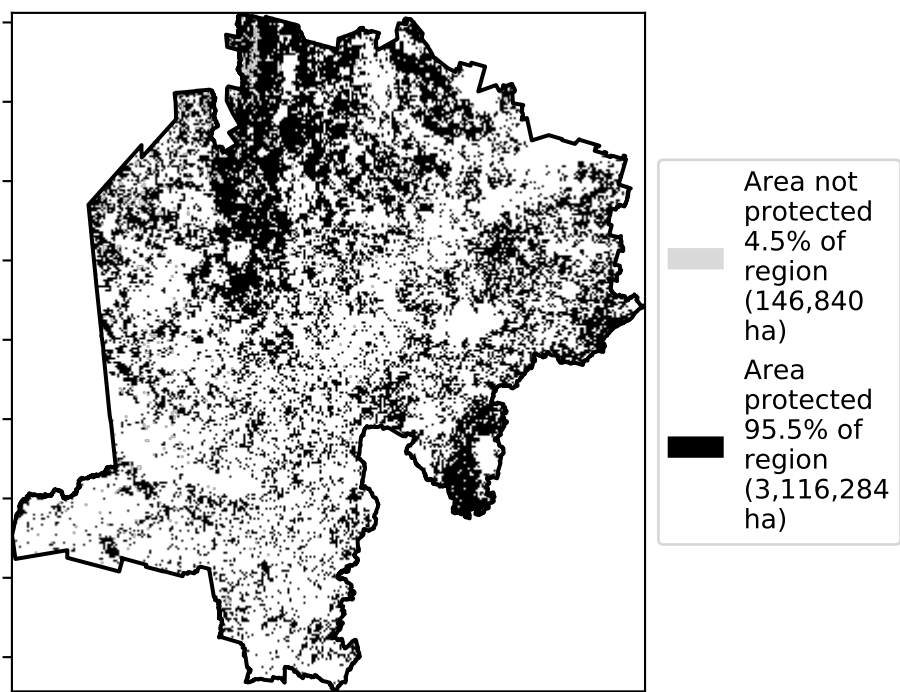 Area not
protected
4.5% of
region
(146,840
ha)
Area
protected
95.5% of
region
(3,116,284
ha)